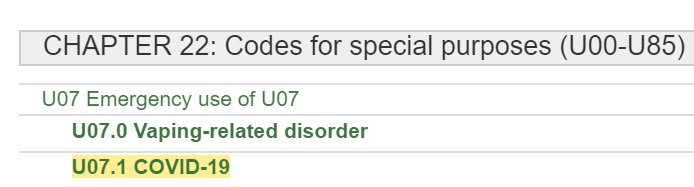 CHAPTER 22: Codes for special purposes (U00-U85)
U07 Emergency use of U07
U07.0 Vaping-related disorder
U07.1 COVID-19